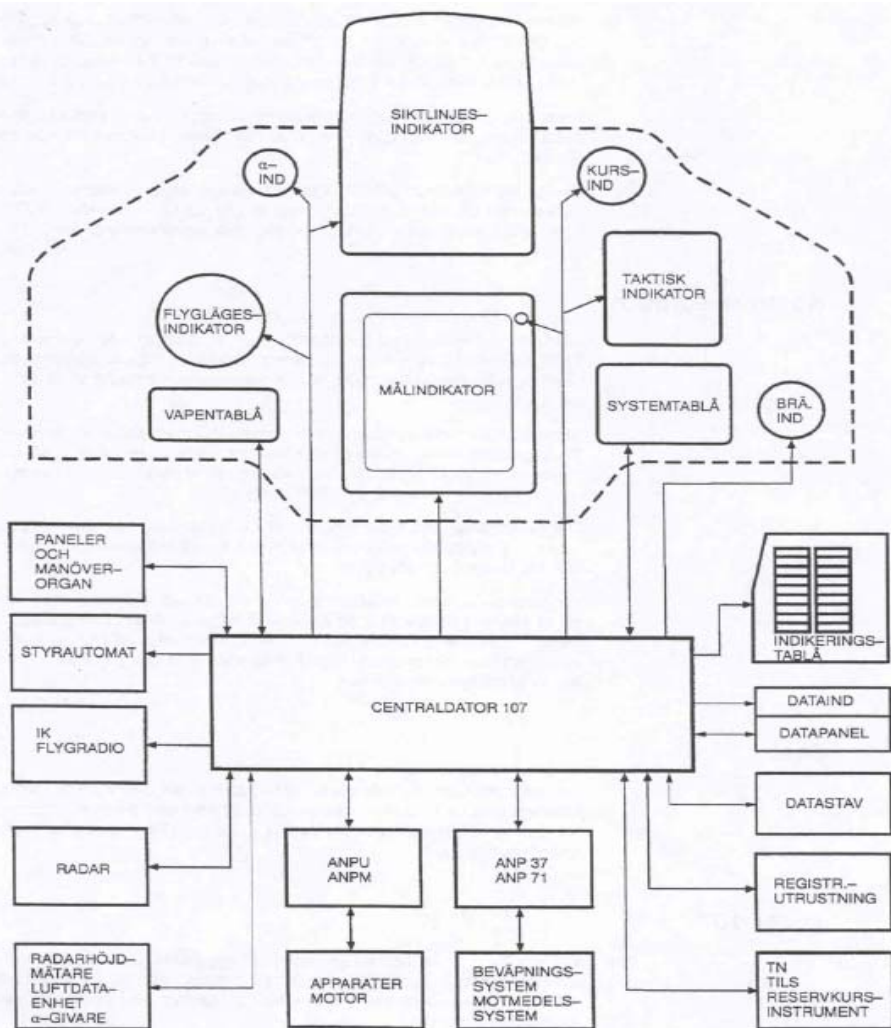 SIKTLINJES-
INDIKATOR
α-
IND
KURS-
IND
TAKTISK
INDIKATOR
FLYGLÄGES-
INDIKATOR
MÅLINDIKATOR
VAPENTABLÅ
SYSTEMTABLÅ
BRÄ.
IND
PANELER
OCH
MANÖVER-
ORGAN
INDIKERINGS-
TABLÅ
STYRAUTOMAT
CENTRALDATOR 107
DATAIND
DATAPANEL
IK
FLYGRADIO
DATASTAV
RADAR
ANPU
ANPM
ANP 37
ANP 71
REGISTR.-
UTRUSTNING
RADARHÖJD-
MÄTARE
LUFTDATA-
ENHET
α-GIVARE
APPARATER
MOTOR
BEVÄPNINGS-
SYSTEM
MOTMEDELS-
SYSTEM
TN
TILS
RESERVKURS-
INSTRUMENT